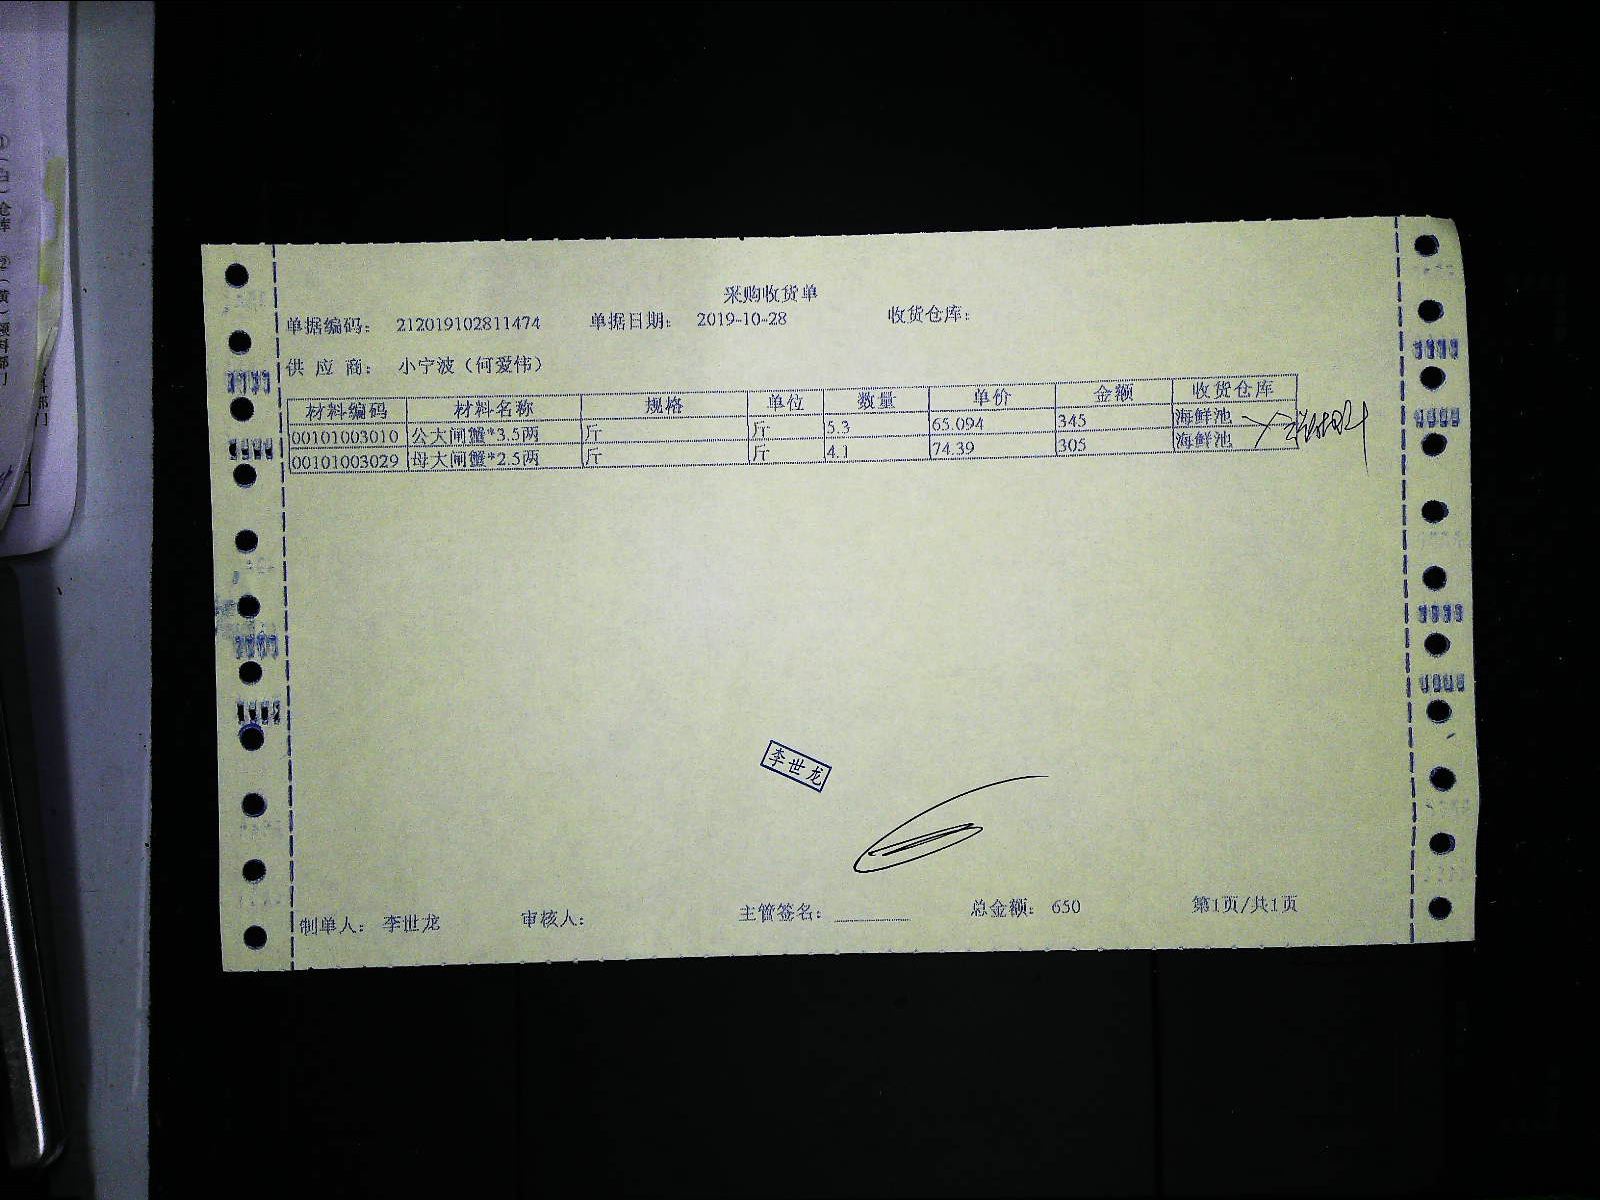 采购收货单
单据编码： 212019102811474 单据日期： 2019-10-28 收货仓库：
供应商： 小宁波（何爱伟）
材料编码 材料名称 规格 单位 数量 单价 金额 收货仓库
00101003010 公大闸蟹*3.5两 斤 斤 5.3 65.094 345 海鲜池
00101003029 母大闸蟹*2.5两 斤 斤 4.1 74.39 305 海鲜池
李世龙
制单人： 李世龙 审核人： 主管签名： 总金额： 650 第1页/共1页